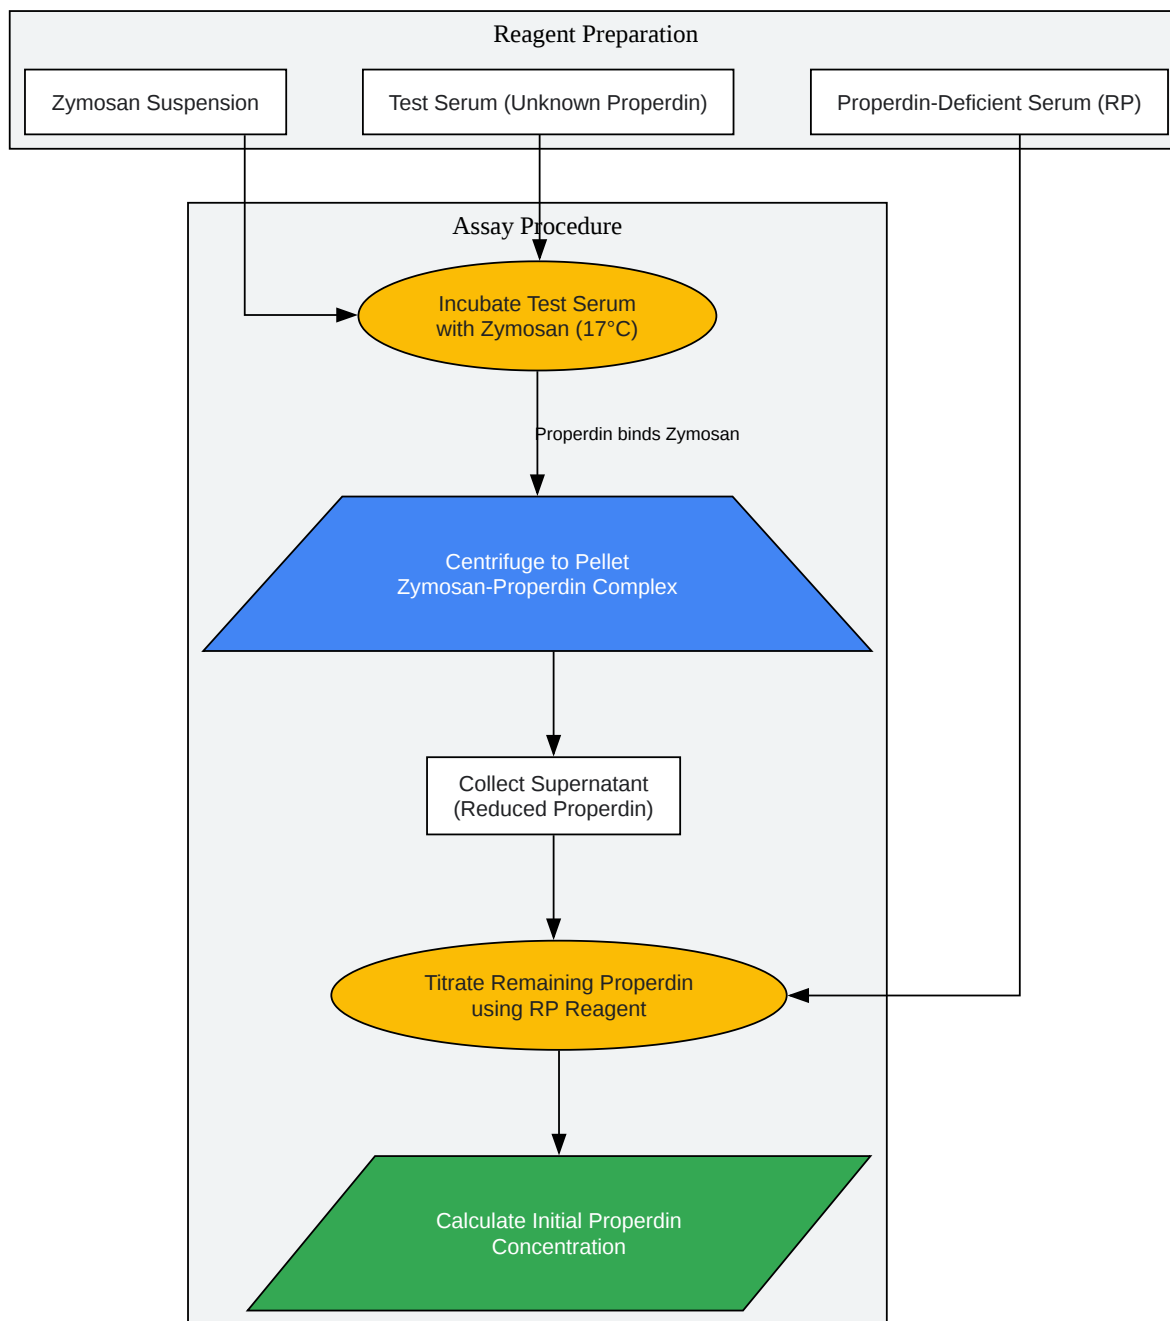 Reagent Preparation
Zymosan Suspension
Test Serum (Unknown Properdin)
Properdin-Deficient Serum (RP)
Assay Procedure
Incubate Test Serum
with Zymosan (17°C)
Properdin binds Zymosan
Centrifuge to Pellet
Zymosan-Properdin Complex
Collect Supernatant
(Reduced Properdin)
Titrate Remaining Properdin
using RP Reagent
Calculate Initial Properdin
Concentration